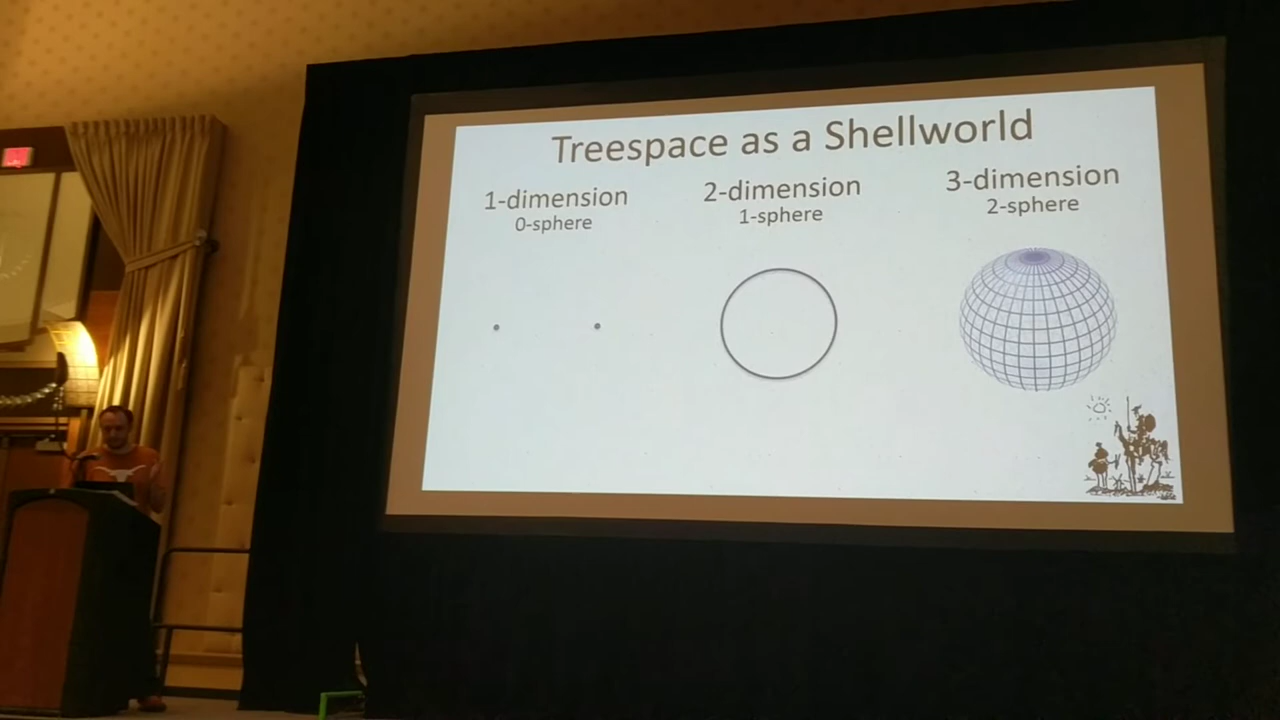 Treespace as a Shellworld
1-dimension
0-sphere
2-dimension
1-sphere
3-dimension
2-sphere